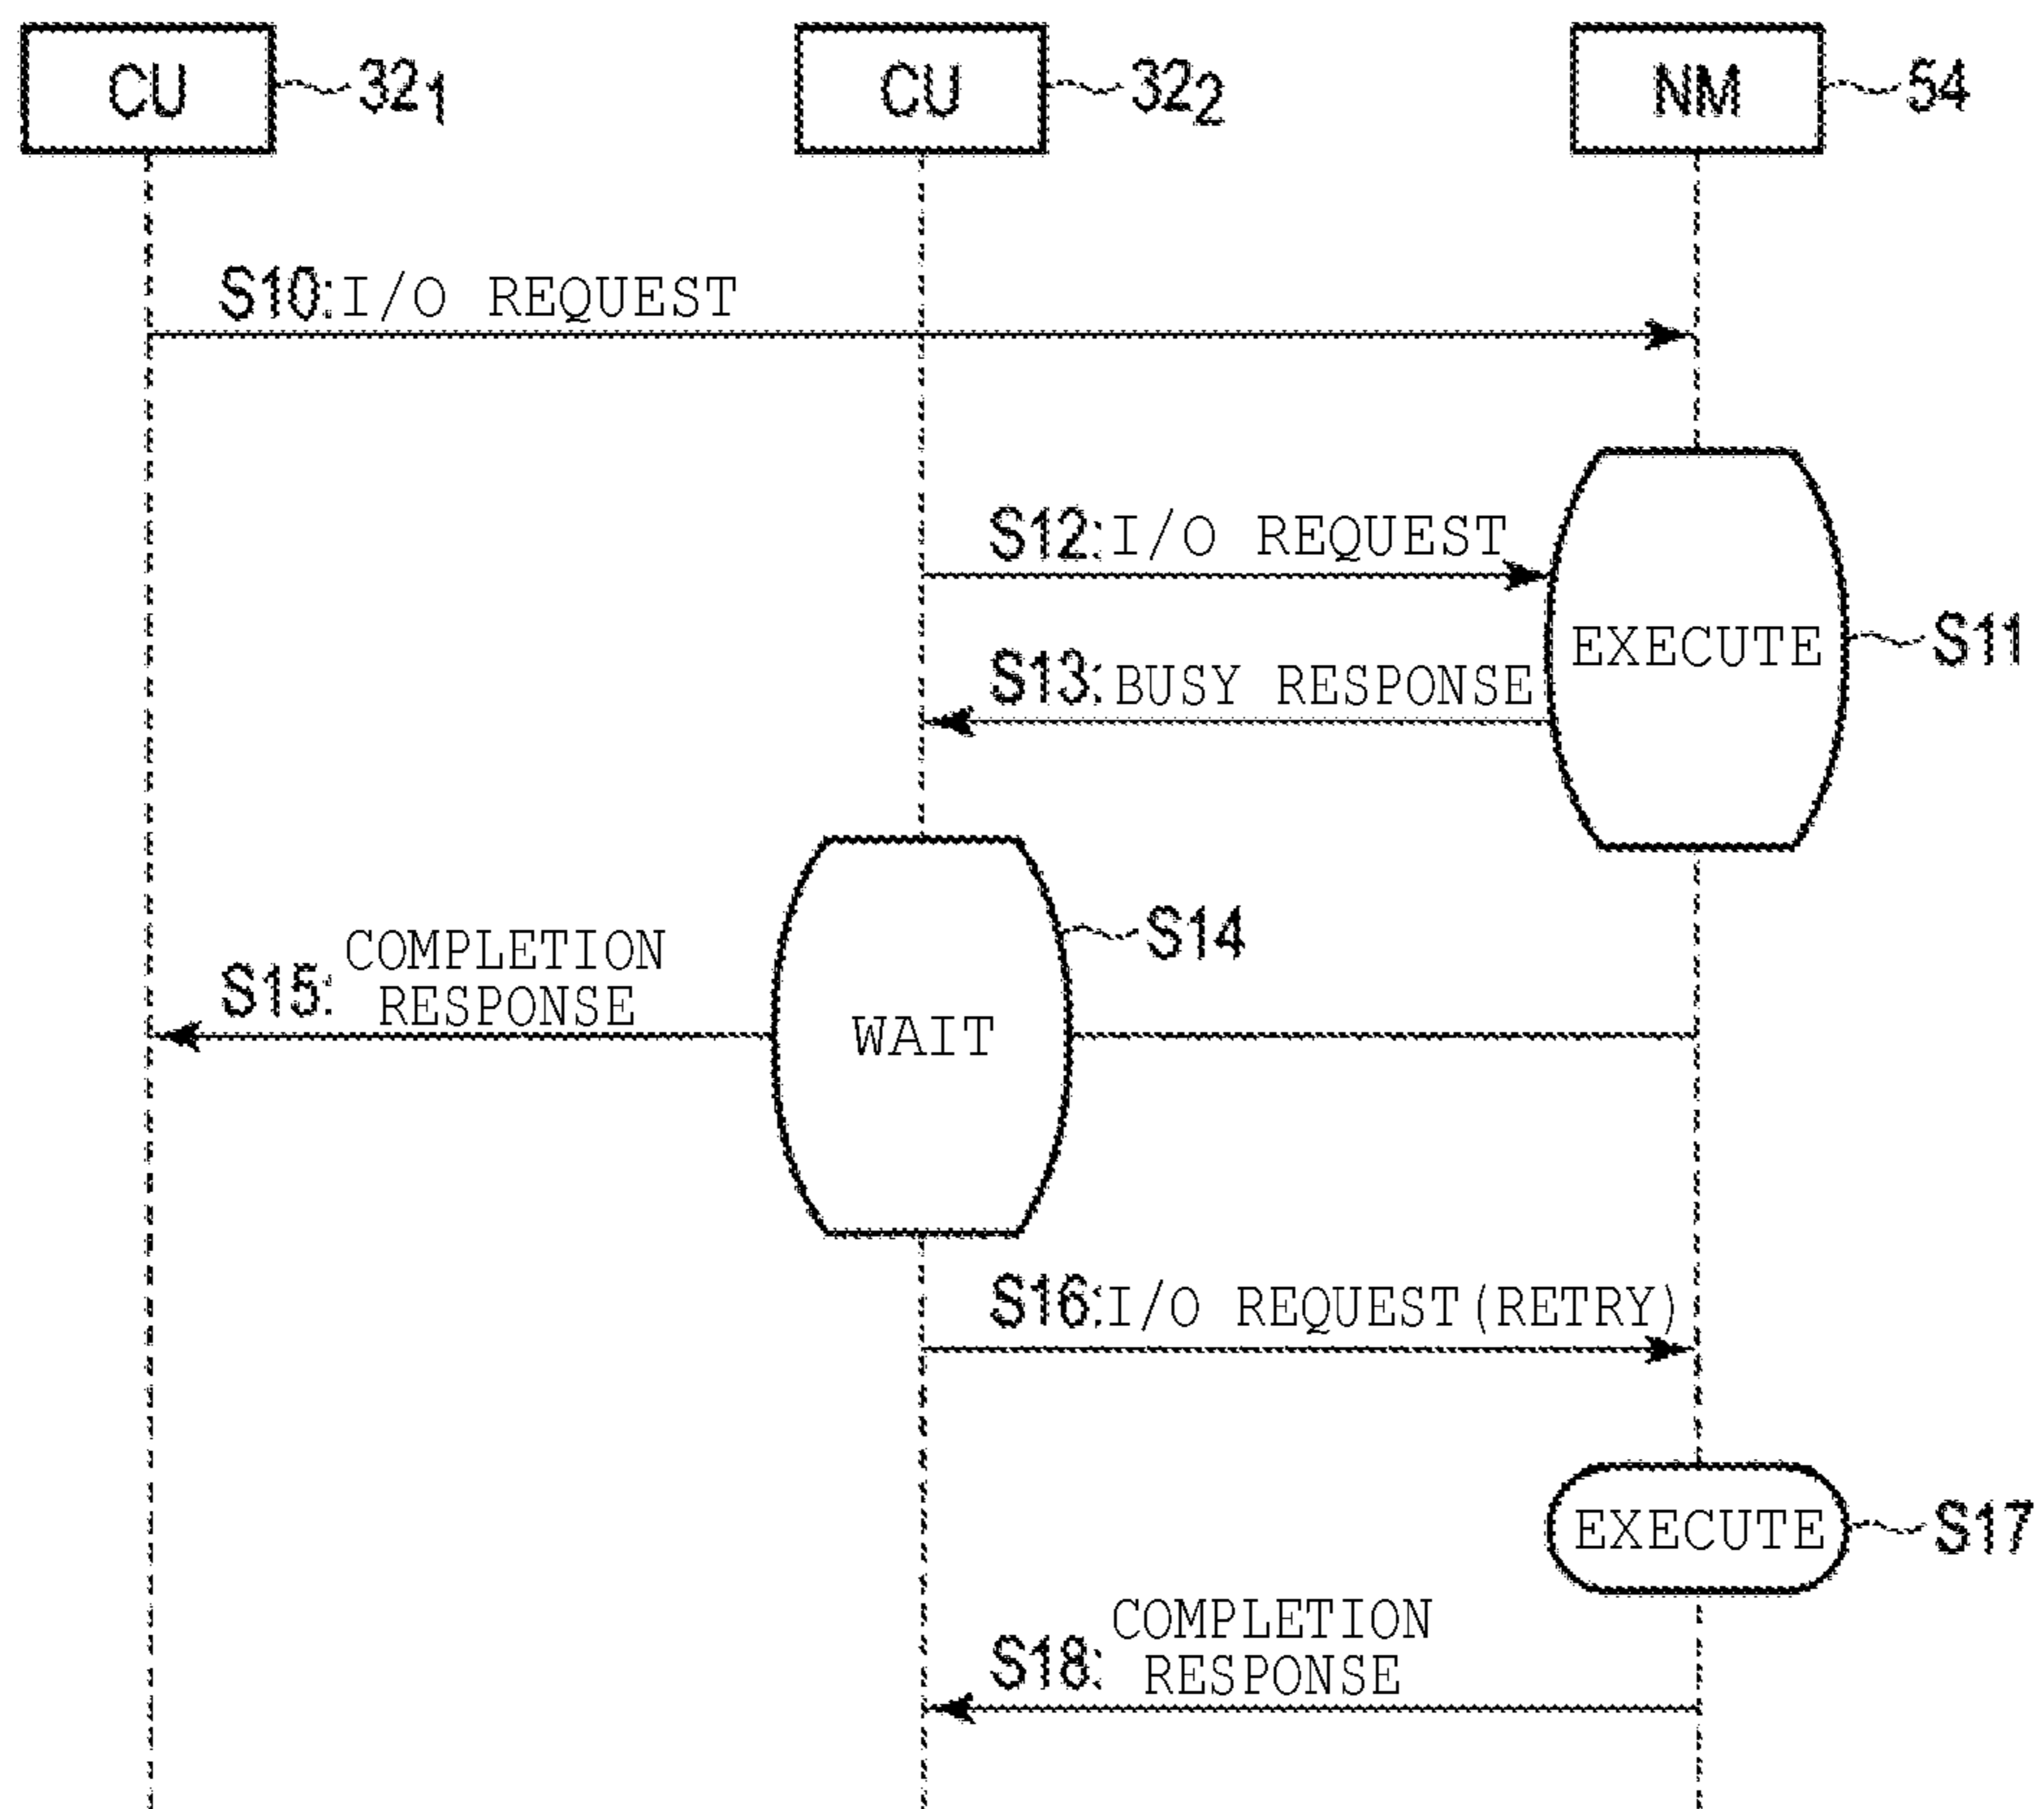 CU 32₁ CU 32₂ NM 54
S10: I/O REQUEST
S12: I/O REQUEST
EXECUTE S11
S13: BUSY RESPONSE
S14
S15: COMPLETION
RESPONSE
WAIT
S16: I/O REQUEST (RETRY)
EXECUTE S17
S18: COMPLETION
RESPONSE